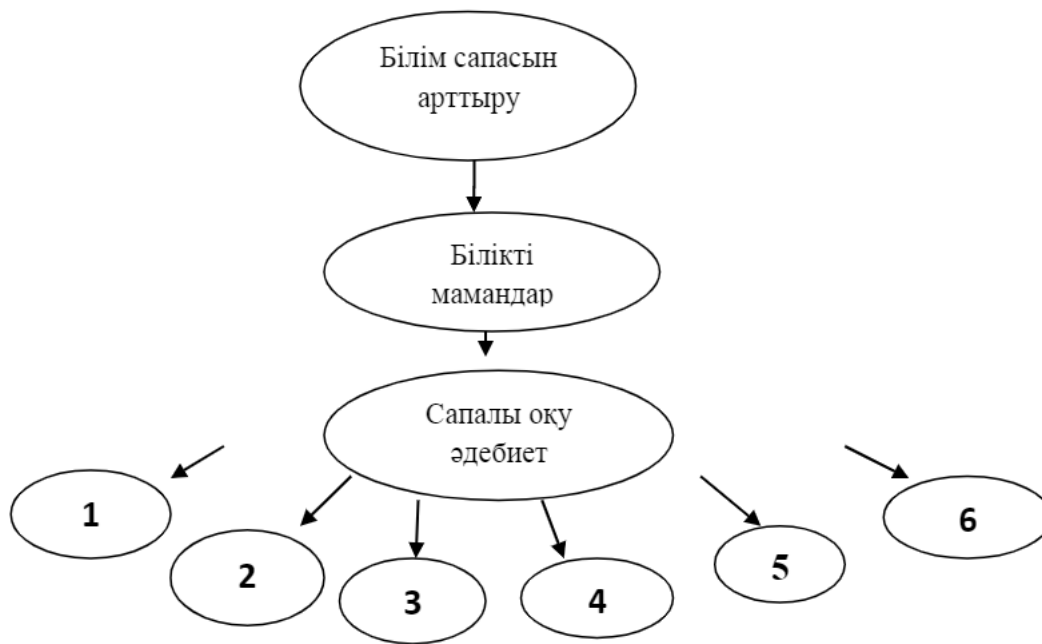 Білім сапасын
арттыру
Білікті
мамандар
Сапалы оқу
әдебиет
1
2
3
4
5
6